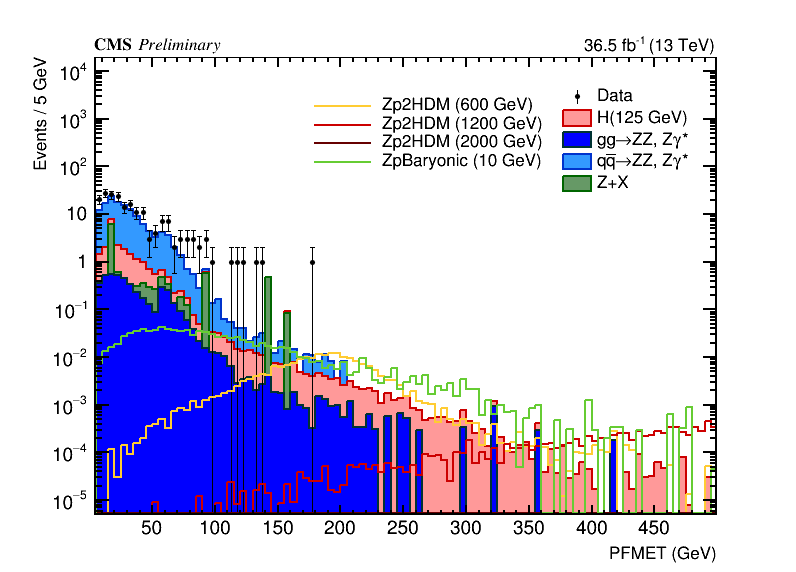 CMS Preliminary 36.5 fb⁻¹ (13 TeV)
Events / 5 GeV
10⁴
10³
10²
10
1
10⁻¹
10⁻²
10⁻³
10⁻⁴
10⁻⁵
Zp2HDM (600 GeV)
Zp2HDM (1200 GeV)
Zp2HDM (2000 GeV)
ZpBaryonic (10 GeV)
Data
H(125 GeV)
gg→ZZ, Zγ*
qq̅→ZZ, Zγ*
Z+X
50 100 150 200 250 300 350 400 450
PFMET (GeV)